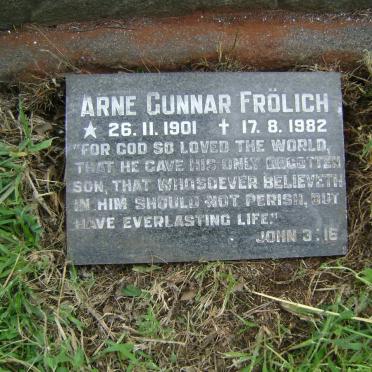 ARNE GUNNAR FRÖLICH
★ 26. 11. 1901 ✝ 17. 8. 1982
"FOR GOD SO LOVED THE WORLD,
THAT HE GAVE HIS ONLY BEGOTTEN
SON, THAT WHOSOEVER BELIEVETH
IN HIM SHOULD NOT PERISH, BUT
HAVE EVERLASTING LIFE."
JOHN 3:16